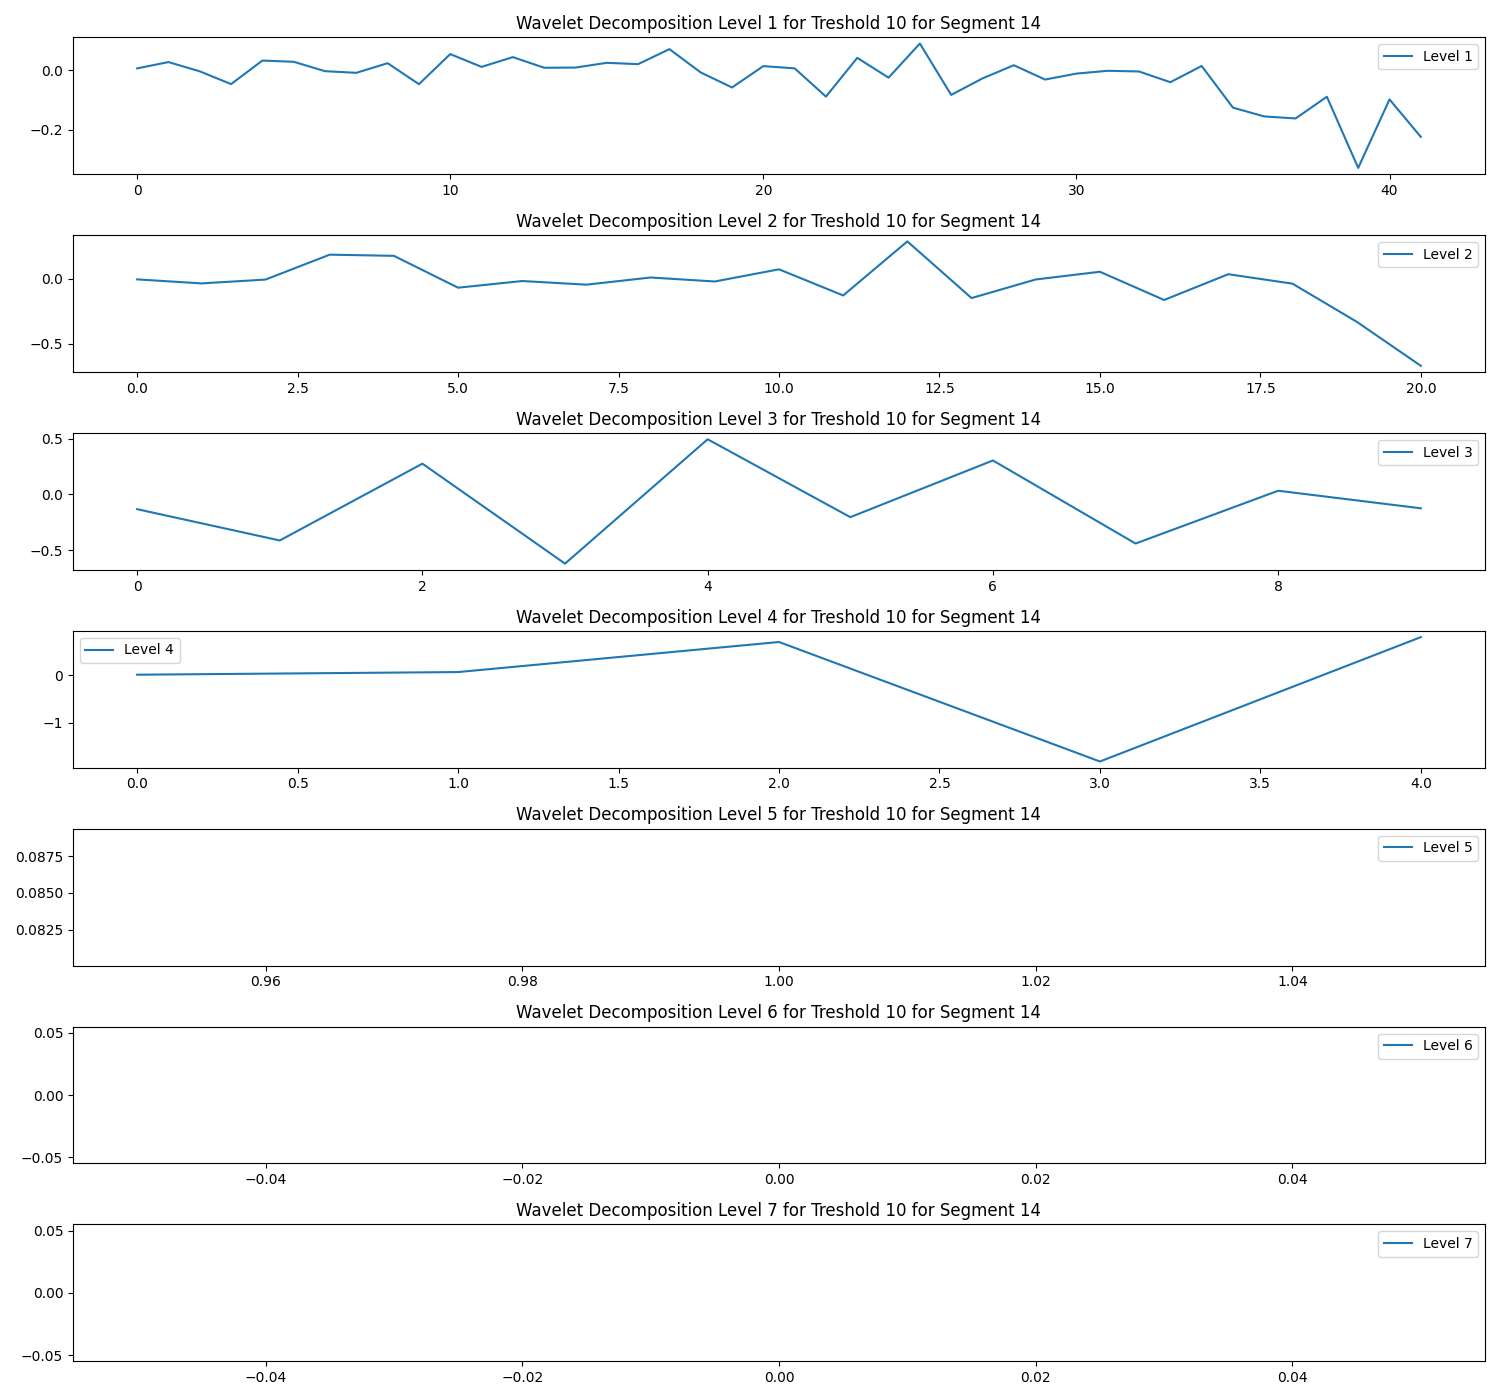 Wavelet Decomposition Level 1 for Treshold 10 for Segment 14
0.0
−0.2
Level 1
0 10 20 30 40
Wavelet Decomposition Level 2 for Treshold 10 for Segment 14
0.0
−0.5
Level 2
0.0 2.5 5.0 7.5 10.0 12.5 15.0 17.5 20.0
Wavelet Decomposition Level 3 for Treshold 10 for Segment 14
0.5
0.0
−0.5
Level 3
0 2 4 6 8
Wavelet Decomposition Level 4 for Treshold 10 for Segment 14
Level 4
0
−1
0.0 0.5 1.0 1.5 2.0 2.5 3.0 3.5 4.0
Wavelet Decomposition Level 5 for Treshold 10 for Segment 14
0.0875
0.0850
0.0825
Level 5
0.96 0.98 1.00 1.02 1.04
Wavelet Decomposition Level 6 for Treshold 10 for Segment 14
0.05
0.00
−0.05
Level 6
−0.04 −0.02 0.00 0.02 0.04
Wavelet Decomposition Level 7 for Treshold 10 for Segment 14
0.05
0.00
−0.05
Level 7
−0.04 −0.02 0.00 0.02 0.04